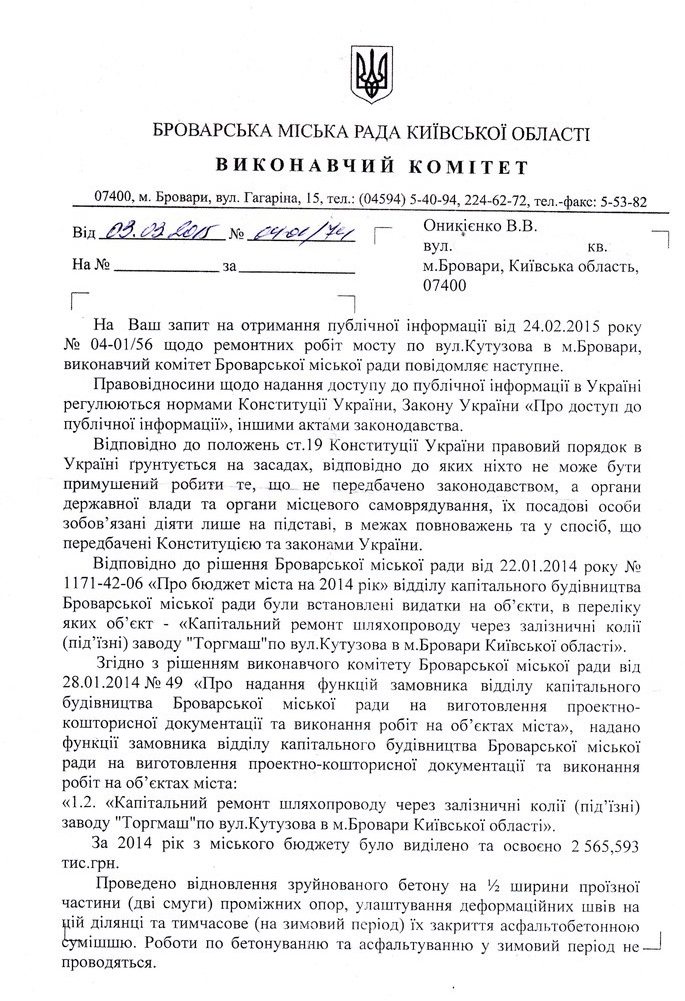 БРОВАРСЬКА МІСЬКА РАДА КИЇВСЬКОЇ ОБЛАСТІ
ВИКОНАВЧИЙ КОМІТЕТ
07400, м. Бровари, вул. Гагаріна, 15, тел.: (04594) 5-40-94, 224-62-72, тел.-факс: 5-53-82
Від 03.03.2015 № 04-01/74
На № за
Оникієнко В.В.
вул. кв.
м.Бровари, Київська область,
07400
На Ваш запит на отримання публічної інформації від 24.02.2015 року
№ 04-01/56 щодо ремонтних робіт мосту по вул.Кутузова в м.Бровари,
виконавчий комітет Броварської міської ради повідомляє наступне.
Правовідносини щодо надання доступу до публічної інформації в Україні
регулюються нормами Конституції України, Закону України «Про доступ до
публічної інформації», іншими актами законодавства.
Відповідно до положень ст.19 Конституції України правовий порядок в
Україні ґрунтується на засадах, відповідно до яких ніхто не може бути
примушений робити те, що не передбачено законодавством, а органи
державної влади та органи місцевого самоврядування, їх посадові особи
зобов’язані діяти лише на підставі, в межах повноважень та у спосіб, що
передбачені Конституцією та законами України.
Відповідно до рішення Броварської міської ради від 22.01.2014 року №
1171-42-06 «Про бюджет міста на 2014 рік» відділу капітального будівництва
Броварської міської ради були встановлені видатки на об’єкти, в переліку
яких об’єкт - «Капітальний ремонт шляхопроводу через залізничні колії
(під’їзні) заводу "Торгмаш"по вул.Кутузова в м.Бровари Київської області».
Згідно з рішенням виконавчого комітету Броварської міської ради від
28.01.2014 № 49 «Про надання функцій замовника відділу капітального
будівництва Броварської міської ради на виготовлення проектно-
кошторисної документації та виконання робіт на об’єктах міста», надано
функції замовника відділу капітального будівництва Броварської міської
ради на виготовлення проектно-кошторисної документації та виконання
робіт на об’єктах міста:
«1.2. «Капітальний ремонт шляхопроводу через залізничні колії (під’їзні)
заводу "Торгмаш"по вул.Кутузова в м.Бровари Київської області».
За 2014 рік з міського бюджету було виділено та освоєно 2 565,593
тис.грн.
Проведено відновлення зруйнованого бетону на ½ ширини проїзної
частини (дві смуги) проміжних опор, улаштування деформаційних швів на
цій ділянці та тимчасове (на зимовий період) їх закриття асфальтобетонною
сумішшю. Роботи по бетонуванню та асфальтуванню у зимовий період не
проводяться.